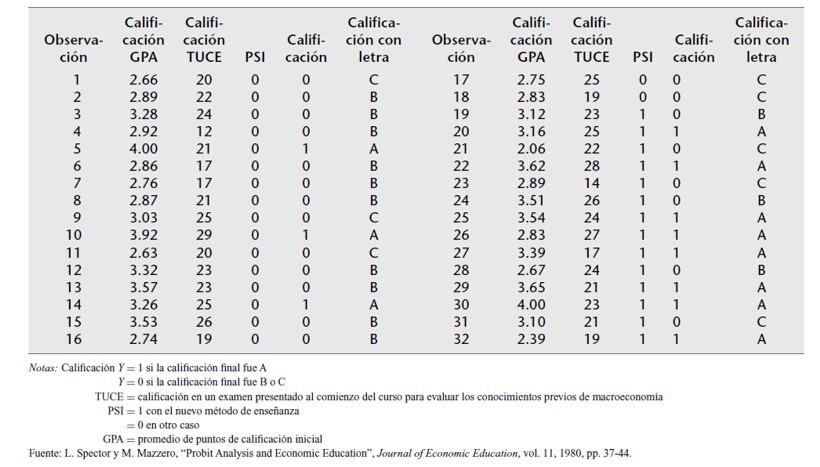 Observación Calificación GPA Calificación TUCE PSI Calificación Calificación con letra Observación Calificación GPA Calificación TUCE PSI Calificación Calificación con letra
1 2.66 20 0 0 C 17 2.75 25 0 0 C
2 2.89 22 0 0 B 18 2.83 19 0 0 C
3 3.28 24 0 0 B 19 3.12 23 1 0 B
4 2.92 12 0 0 B 20 3.16 25 1 1 A
5 4.00 21 0 1 A 21 2.06 22 1 0 C
6 2.86 17 0 0 B 22 3.62 28 1 1 A
7 2.76 17 0 0 B 23 2.89 14 1 0 C
8 2.87 21 0 0 B 24 3.51 26 1 0 B
9 3.03 25 0 0 C 25 3.54 24 1 1 A
10 3.92 29 0 1 A 26 2.83 27 1 1 A
11 2.63 20 0 0 C 27 3.39 17 1 1 A
12 3.32 23 0 0 B 28 2.67 24 1 0 B
13 3.57 23 0 0 B 29 3.65 21 1 1 A
14 3.26 25 0 1 A 30 4.00 23 1 1 A
15 3.53 26 0 0 B 31 3.10 21 1 0 C
16 2.74 19 0 0 B 32 2.39 19 1 1 A
Notas: Calificación Y = 1 si la calificación final fue A
Y = 0 si la calificación final fue B o C
TUCE = calificación en un examen presentado al comienzo del curso para evaluar los conocimientos previos de macroeconomía
PSI = 1 con el nuevo método de enseñanza
= 0 en otro caso
GPA = promedio de puntos de calificación inicial
Fuente: L. Spector y M. Mazzero, “Probit Analysis and Economic Education”, Journal of Economic Education, vol. 11, 1980, pp. 37-44.